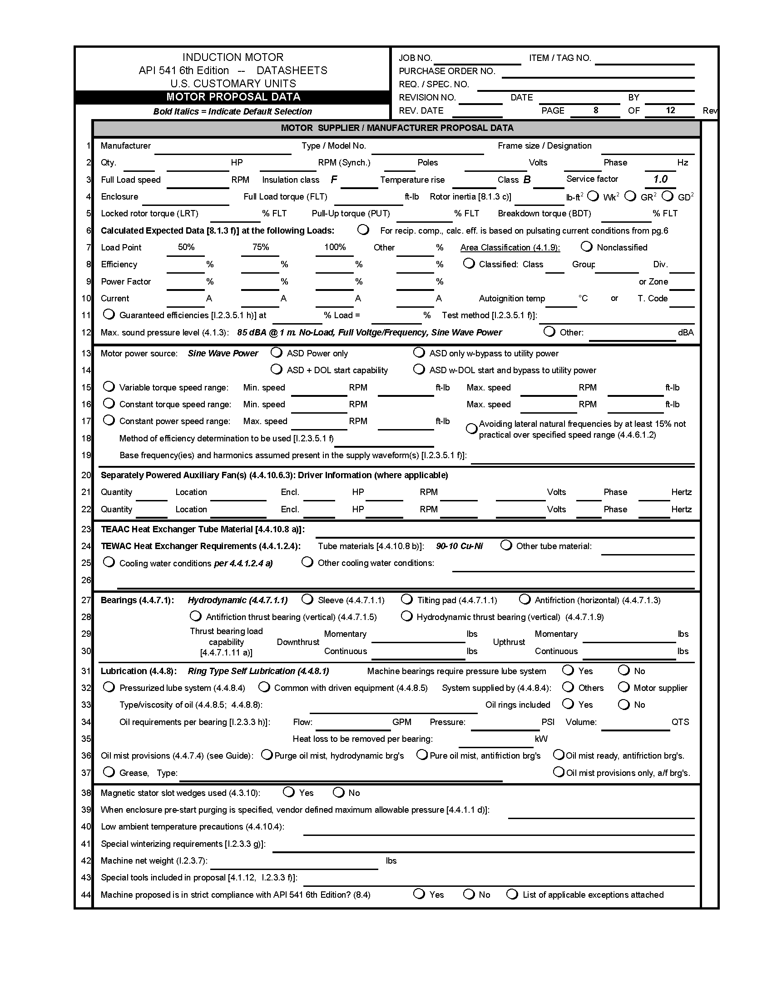 INDUCTION MOTOR
API 541 6th Edition -- DATASHEETS
U.S. CUSTOMARY UNITS
MOTOR PROPOSAL DATA
Bold Italics = Indicate Default Selection
JOB NO. ITEM / TAG NO.
PURCHASE ORDER NO.
REQ. / SPEC. NO.
REVISION NO. DATE BY
REV. DATE PAGE 8 OF 12 Rev
MOTOR SUPPLIER / MANUFACTURER PROPOSAL DATA
1 Manufacturer Type / Model No. Frame size / Designation
2 Qty. HP RPM (Synch.) Poles Volts Phase Hz
3 Full Load speed RPM Insulation class F Temperature rise Class B Service factor 1.0
4 Enclosure Full Load torque (FLT) ft-lb Rotor inertia [8.1.3 c)] lb-ft² Wk² GR² GD²
5 Locked rotor torque (LRT) % FLT Pull-Up torque (PUT) % FLT Breakdown torque (BDT) % FLT
6 Calculated Expected Data [8.1.3 f)] at the following Loads: For recip. comp., calc. eff. is based on pulsating current conditions from pg.6
7 Load Point 50% 75% 100% Other % Area Classification (4.1.9): Nonclassified
8 Efficiency % % % % Classified: Class Group Div.
9 Power Factor % % % % or Zone
10 Current A A A A Autoignition temp °C or T. Code
11 Guaranteed efficiencies [I.2.3.5.1 h)] at % Load = % Test method [I.2.3.5.1 f)]:
12 Max. sound pressure level (4.1.3): 85 dBA @ 1 m. No-Load, Full Voltge/Frequency, Sine Wave Power Other: dBA
13 Motor power source: Sine Wave Power ASD Power only ASD only w-bypass to utility power
14 ASD + DOL start capability ASD w-DOL start and bypass to utility power
15 Variable torque speed range: Min. speed RPM ft-lb Max. speed RPM ft-lb
16 Constant torque speed range: Min. speed RPM Max. speed RPM ft-lb
17 Constant power speed range: Max. speed RPM ft-lb Avoiding lateral natural frequencies by at least 15% not
practical over specified speed range (4.4.6.1.2)
18 Method of efficiency determination to be used [I.2.3.5.1 f)
19 Base frequency(ies) and harmonics assumed present in the supply waveform(s) [I.2.3.5.1 f)]:
20 Separately Powered Auxiliary Fan(s) (4.4.10.6.3): Driver Information (where applicable)
21 Quantity Location Encl. HP RPM Volts Phase Hertz
22 Quantity Location Encl. HP RPM Volts Phase Hertz
23 TEAAC Heat Exchanger Tube Material [4.4.10.8 a)]:
24 TEWAC Heat Exchanger Requirements (4.4.1.2.4): Tube materials [4.4.10.8 b)]: 90-10 Cu-Ni Other tube material:
25 Cooling water conditions per 4.4.1.2.4 a) Other cooling water conditions:
26
27 Bearings (4.4.7.1): Hydrodynamic (4.4.7.1.1) Sleeve (4.4.7.1.1) Tilting pad (4.4.7.1.1) Antifriction (horizontal) (4.4.7.1.3)
28 Antifriction thrust bearing (vertical) (4.4.7.1.5) Hydrodynamic thrust bearing (vertical) (4.4.7.1.9)
29 Thrust bearing load Momentary lbs Momentary lbs
capability Downthrust Upthrust
30 [4.4.7.1.11 a)] Continuous lbs Continuous lbs
31 Lubrication (4.4.8): Ring Type Self Lubrication (4.4.8.1) Machine bearings require pressure lube system Yes No
32 Pressurized lube system (4.4.8.4) Common with driven equipment (4.4.8.5) System supplied by (4.4.8.4): Others Motor supplier
33 Type/viscosity of oil (4.4.8.5; 4.4.8.8): Oil rings included Yes No
34 Oil requirements per bearing [I.2.3.3 h)]: Flow: GPM Pressure: PSI Volume: QTS
35 Heat loss to be removed per bearing: kW
36 Oil mist provisions (4.4.7.4) (see Guide): Purge oil mist, hydrodynamic brg's Pure oil mist, antifriction brg's Oil mist ready, antifriction brg's.
37 Grease, Type: Oil mist provisions only, a/f brg's.
38 Magnetic stator slot wedges used (4.3.10): Yes No
39 When enclosure pre-start purging is specified, vendor defined maximum allowable pressure [4.4.1.1 d)]:
40 Low ambient temperature precautions (4.4.10.4):
41 Special winterizing requirements [I.2.3.3 g)]:
42 Machine net weight (I.2.3.7): lbs
43 Special tools included in proposal [4.1.12, I.2.3.3 f)]:
44 Machine proposed is in strict compliance with API 541 6th Edition? (8.4) Yes No List of applicable exceptions attached